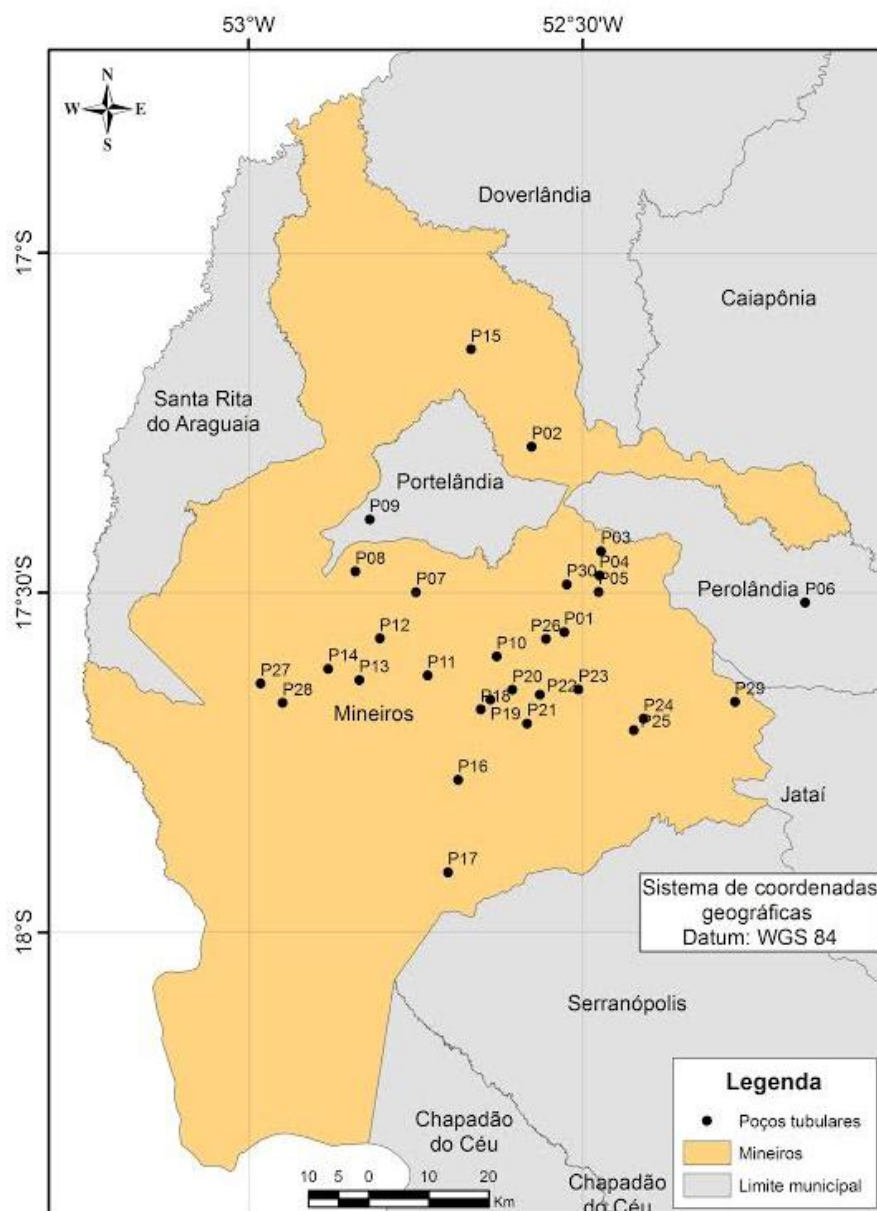 53°W
52°30'W
N
W E
S
Doverlândia
17°S
Caiapônia
P15
Santa Rita
do Araguaia
P02
Portelândia
P09
P03
P08
P04
P30
P05
17°30'S
P07
Perolândia
P06
P26
P01
P12
P10
P14
P13
P11
P27
P20
P23
P28
P18
P22
P29
P24
Mineiros
P19
P21
P25
P16
Jataí
P17
Sistema de coordenadas
geográficas
Datum: WGS 84
18°S
Serranópolis
Legenda
Poços tubulares
Mineiros
Limite municipal
Chapadão
do Céu
Chapadão
do Céu
10 5 0 10 20
Km